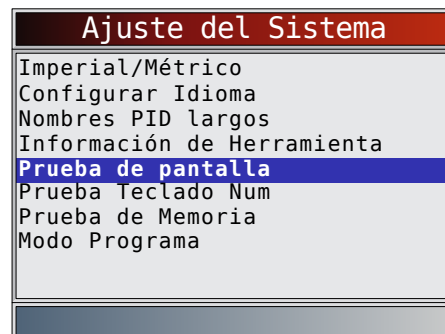 Ajuste del Sistema
Imperial/Métrico
Configurar Idioma
Nombres PID largos
Información de Herramienta
Prueba de pantalla
Prueba Teclado Num
Prueba de Memoria
Modo Programa